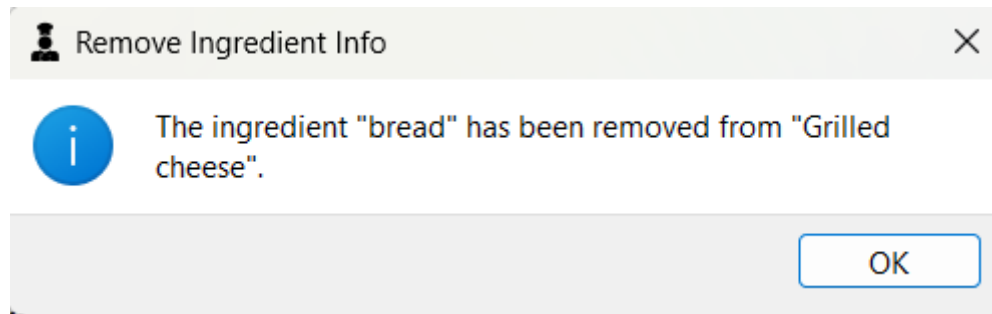 Remove Ingredient Info
The ingredient "bread" has been removed from "Grilled
cheese".
OK